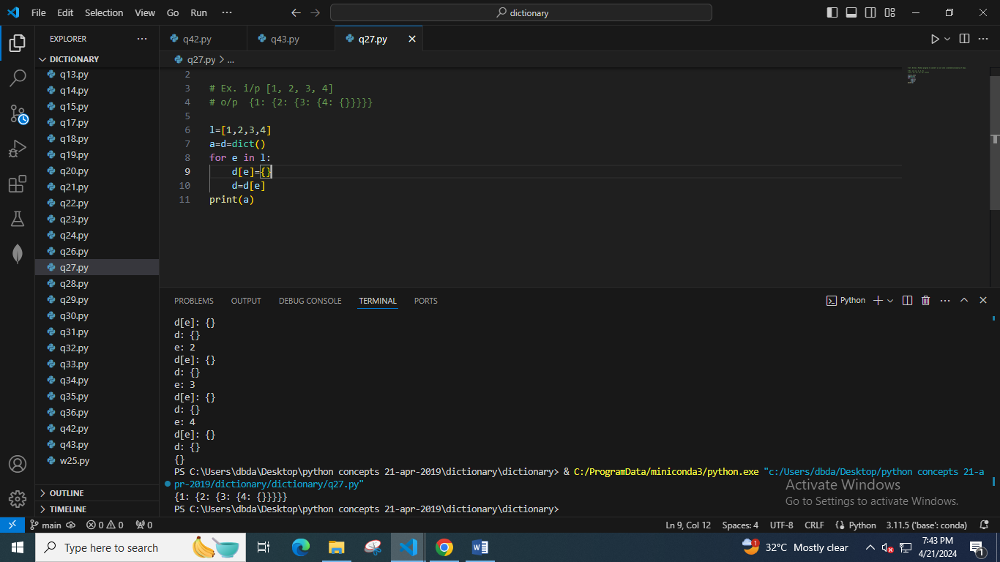 File Edit Selection View Go Run ··· dictionary
EXPLORER ···
DICTIONARY
q13.py
q14.py
q15.py
q17.py
q18.py
q19.py
q20.py
q21.py
q22.py
q23.py
q24.py
q26.py
q27.py
q28.py
q29.py
q30.py
q31.py
q32.py
q33.py
q34.py
q35.py
q36.py
q42.py
q43.py
w25.py
OUTLINE
TIMELINE
q42.py q43.py q27.py
q27.py > ...
2
3 # Ex. i/p [1, 2, 3, 4]
4 # o/p  {1: {2: {3: {4: {}}}}}
5
6 l=[1,2,3,4]
7 a=d=dict()
8 for e in l:
9     d[e]={}
10     d=d[e]
11 print(a)
PROBLEMS OUTPUT DEBUG CONSOLE TERMINAL PORTS Python
d[e]: {}
d: {}
e: 2
d[e]: {}
d: {}
e: 3
d[e]: {}
d: {}
e: 4
d[e]: {}
d: {}
{}
PS C:\Users\dbda\Desktop\python concepts 21-apr-2019\dictionary\dictionary> & C:/ProgramData/miniconda3/python.exe "c:/Users/dbda/Desktop/python concepts 21-a
pr-2019/dictionary/dictionary/q27.py"
{1: {2: {3: {4: {}}}}}
PS C:\Users\dbda\Desktop\python concepts 21-apr-2019\dictionary\dictionary>
Activate Windows
Go to Settings to activate Windows.
main 0 0 0 Ln 9, Col 12 Spaces: 4 UTF-8 CRLF Python 3.11.5 ('base': conda)
Type here to search 1 32°C Mostly clear 7:43 PM
4/21/2024 1